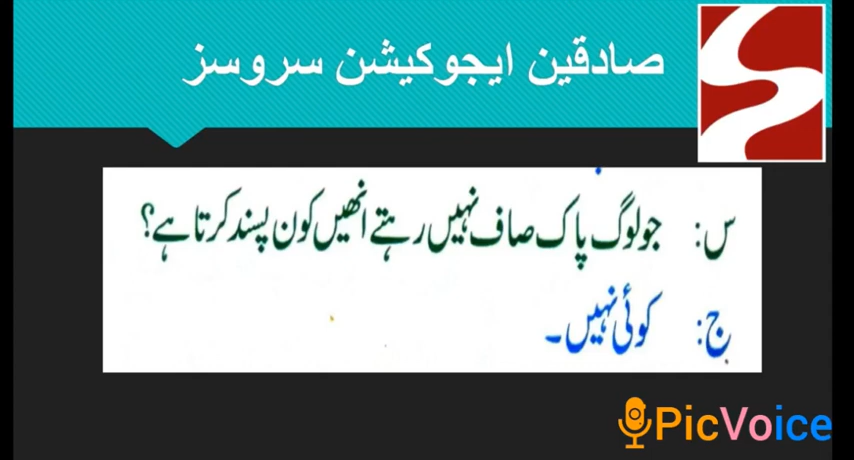 صادقین ایجوکیشن سروسز
س: جو لوگ پاک صاف نہیں رہتے انھیں کون پسند کرتا ہے؟
ج: کوئی نہیں۔
PicVoice